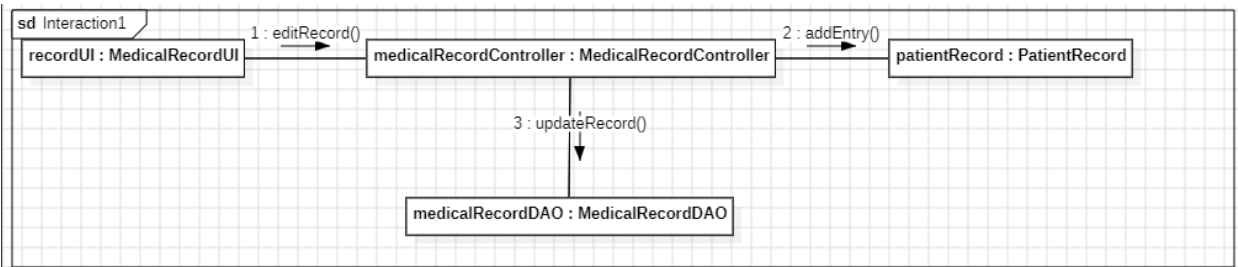 sd Interaction1
1 : editRecord()
2 : addEntry()
recordUI : MedicalRecordUI
medicalRecordController : MedicalRecordController
patientRecord : PatientRecord
3 : updateRecord()
medicalRecordDAO : MedicalRecordDAO